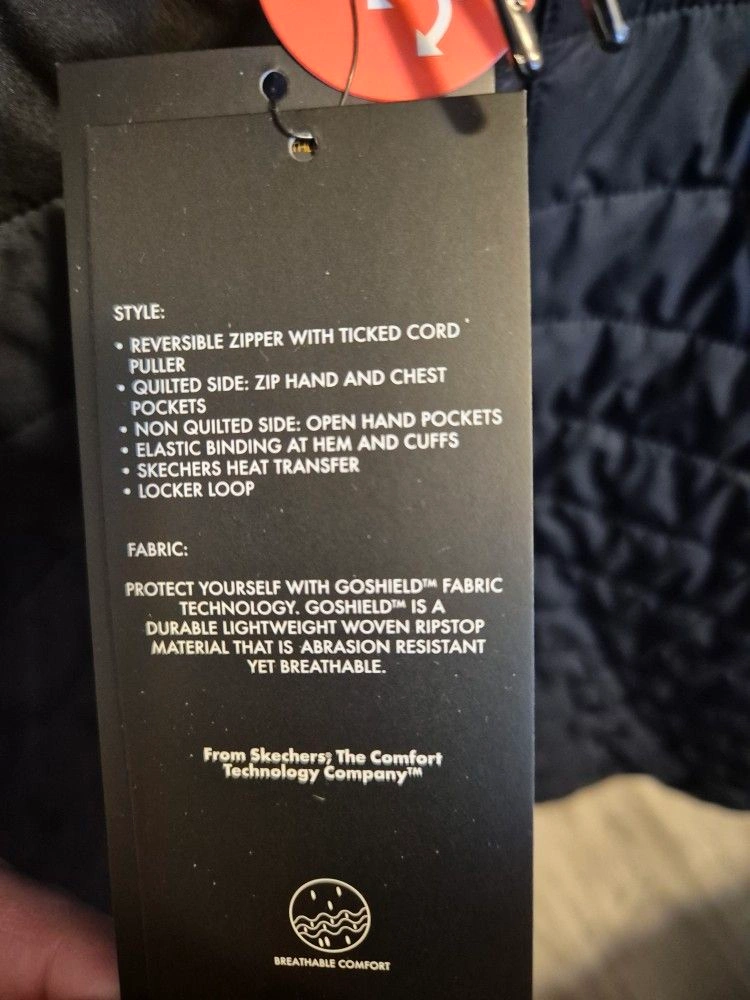 STYLE:
• REVERSIBLE ZIPPER WITH TICKED CORD
PULLER
• QUILTED SIDE: ZIP HAND AND CHEST
POCKETS
• NON QUILTED SIDE: OPEN HAND POCKETS
• ELASTIC BINDING AT HEM AND CUFFS
• SKECHERS HEAT TRANSFER
• LOCKER LOOP
FABRIC:
PROTECT YOURSELF WITH GOSHIELD™ FABRIC
TECHNOLOGY. GOSHIELD™ IS A
DURABLE LIGHTWEIGHT WOVEN RIPSTOP
MATERIAL THAT IS ABRASION RESISTANT
YET BREATHABLE.
From Skechers®, The Comfort
Technology Company™
BREATHABLE COMFORT